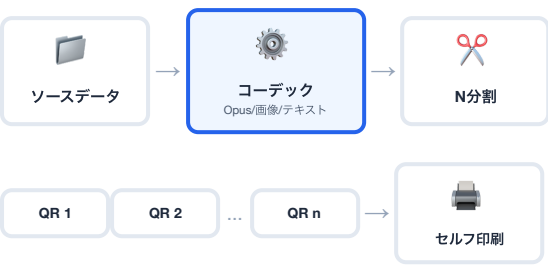 ソースデータ
コーデック
Opus/画像/テキスト
N分割
QR 1
QR 2
...
QR n
セルフ印刷